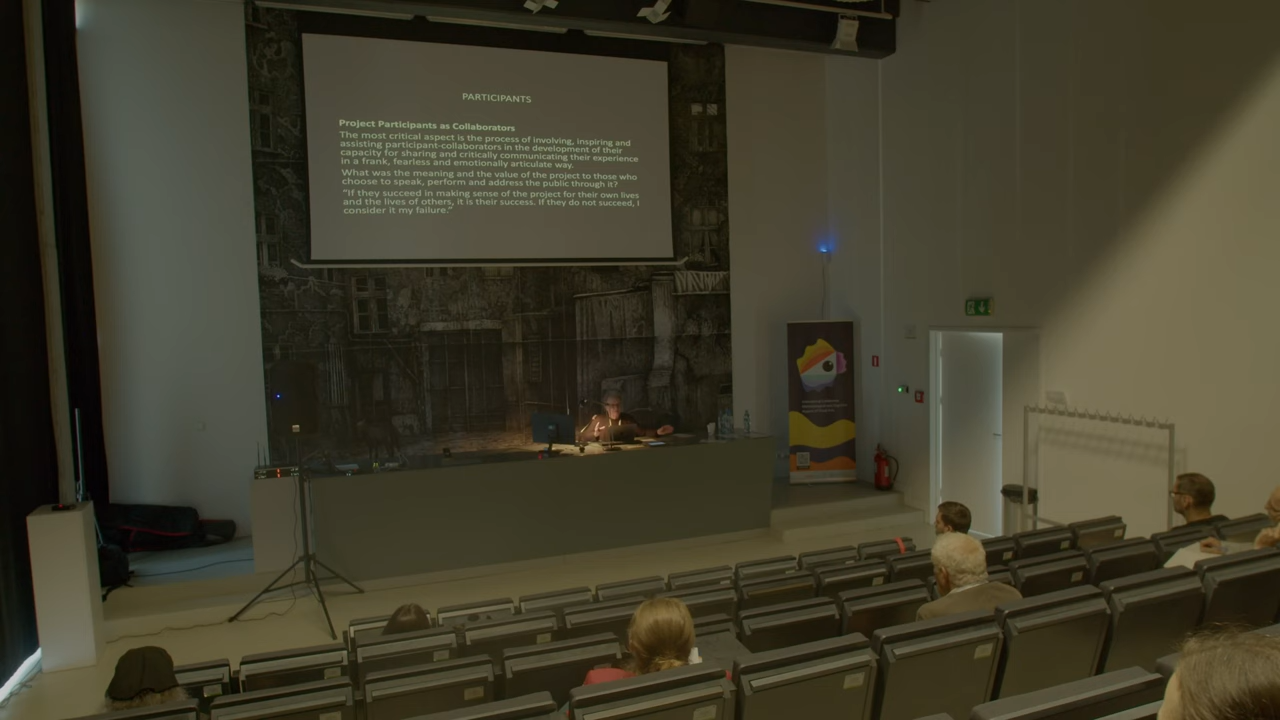 PARTICIPANTS
Project Participants as Collaborators
The most critical aspect is the process of involving, inspiring and
assisting participant-collaborators in the development of their
capacity for sharing and critically communicating their experience
in a frank, fearless and emotionally articulate way.
What was the meaning and the value of the project to those who
choose to speak, perform and address the public through it?
"If they succeed in making sense of the project for their own lives
and the lives of others, it is their success. If they do not succeed, I
consider it my failure."